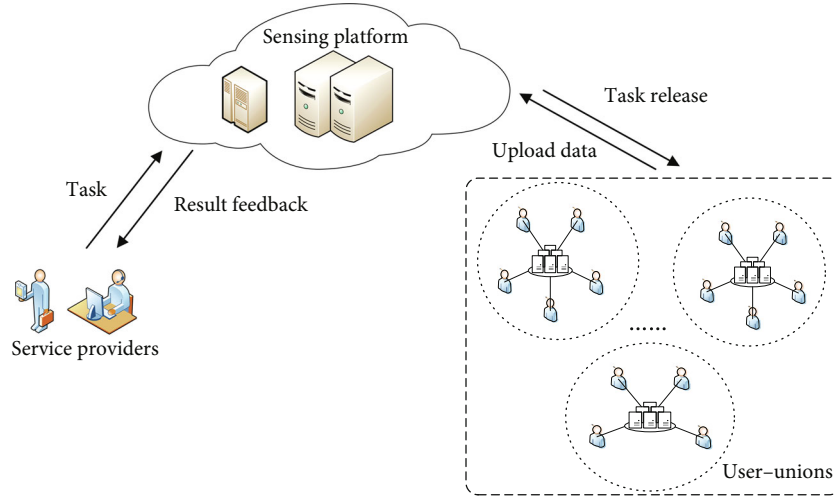 Sensing platform
Task release
Upload data
Task
Result feedback
......
Service providers
User–unions